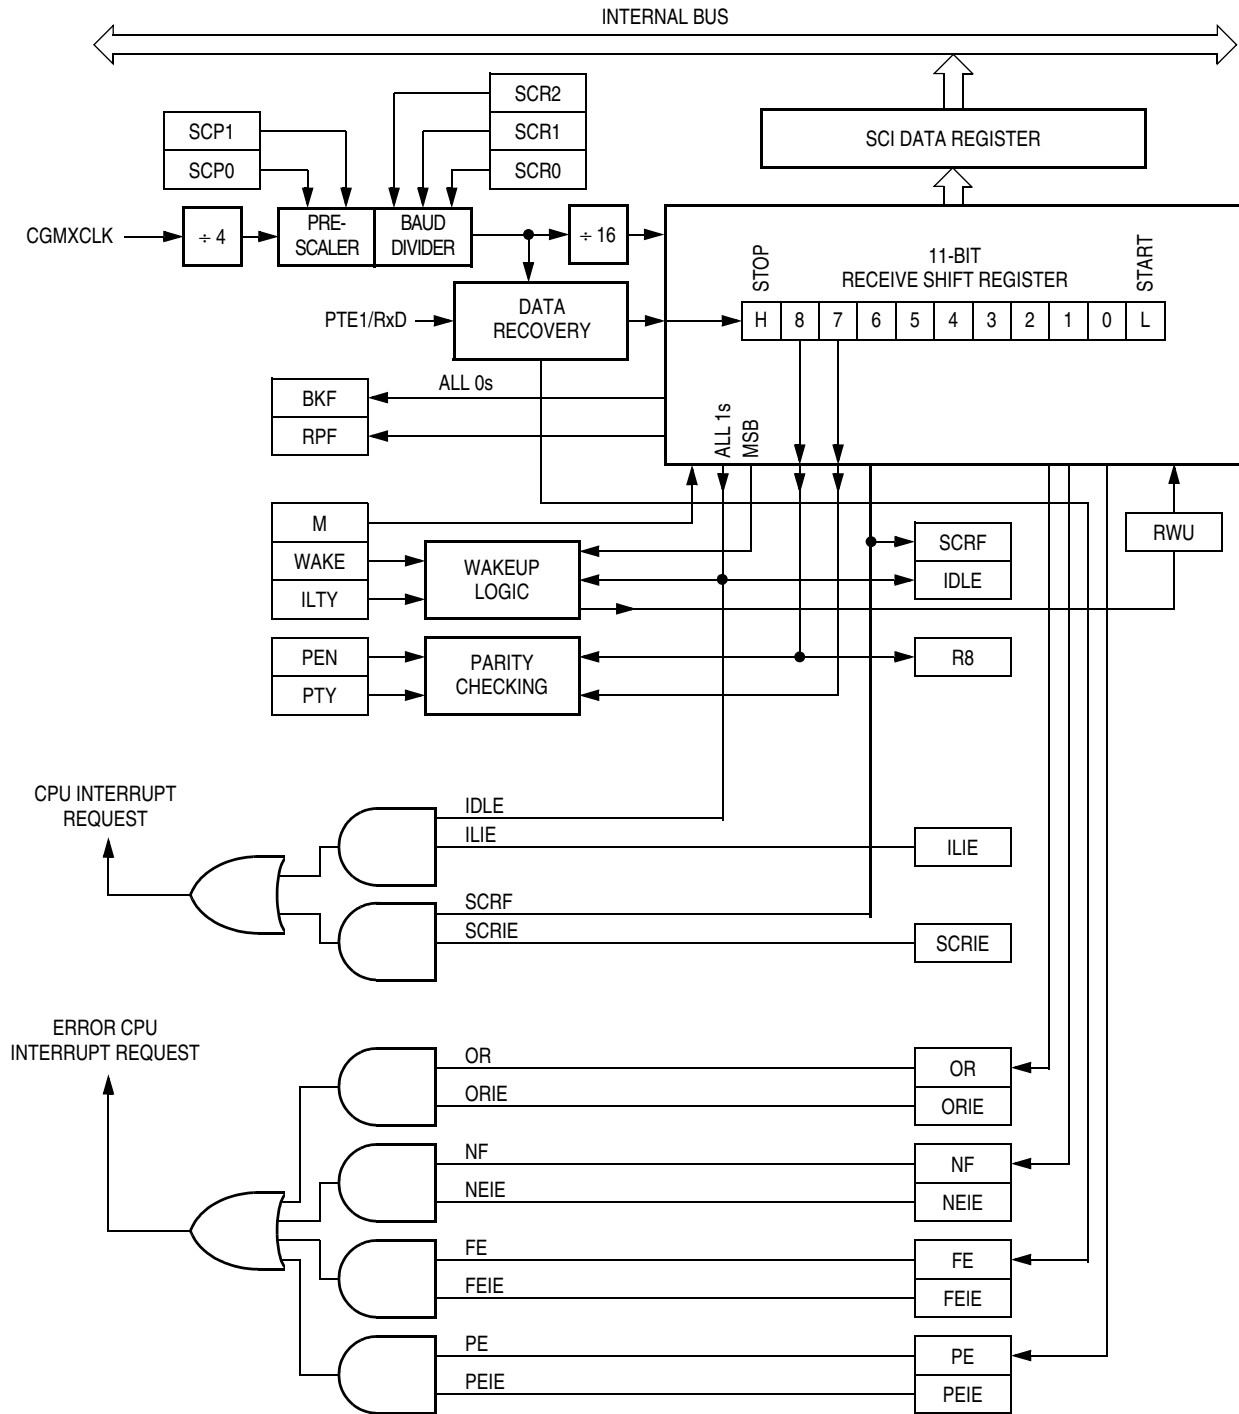 INTERNAL BUS
SCR2
SCR1
SCR0
SCP1
SCP0
SCI DATA REGISTER
CGMXCLK
÷ 4
PRE-
SCALER
BAUD
DIVIDER
÷ 16
STOP
11-BIT
RECEIVE SHIFT REGISTER
START
PTE1/RxD
DATA
RECOVERY
H 8 7 6 5 4 3 2 1 0 L
ALL 0s
BKF
RPF
ALL 1s
MSB
M
WAKE
ILTY
WAKEUP
LOGIC
SCRF
IDLE
RWU
PEN
PTY
PARITY
CHECKING
R8
CPU INTERRUPT
REQUEST
IDLE
ILIE
ILIE
SCRF
SCRIE
SCRIE
ERROR CPU
INTERRUPT REQUEST
OR
ORIE
OR
ORIE
NF
NEIE
NF
NEIE
FE
FEIE
FE
FEIE
PE
PEIE
PE
PEIE